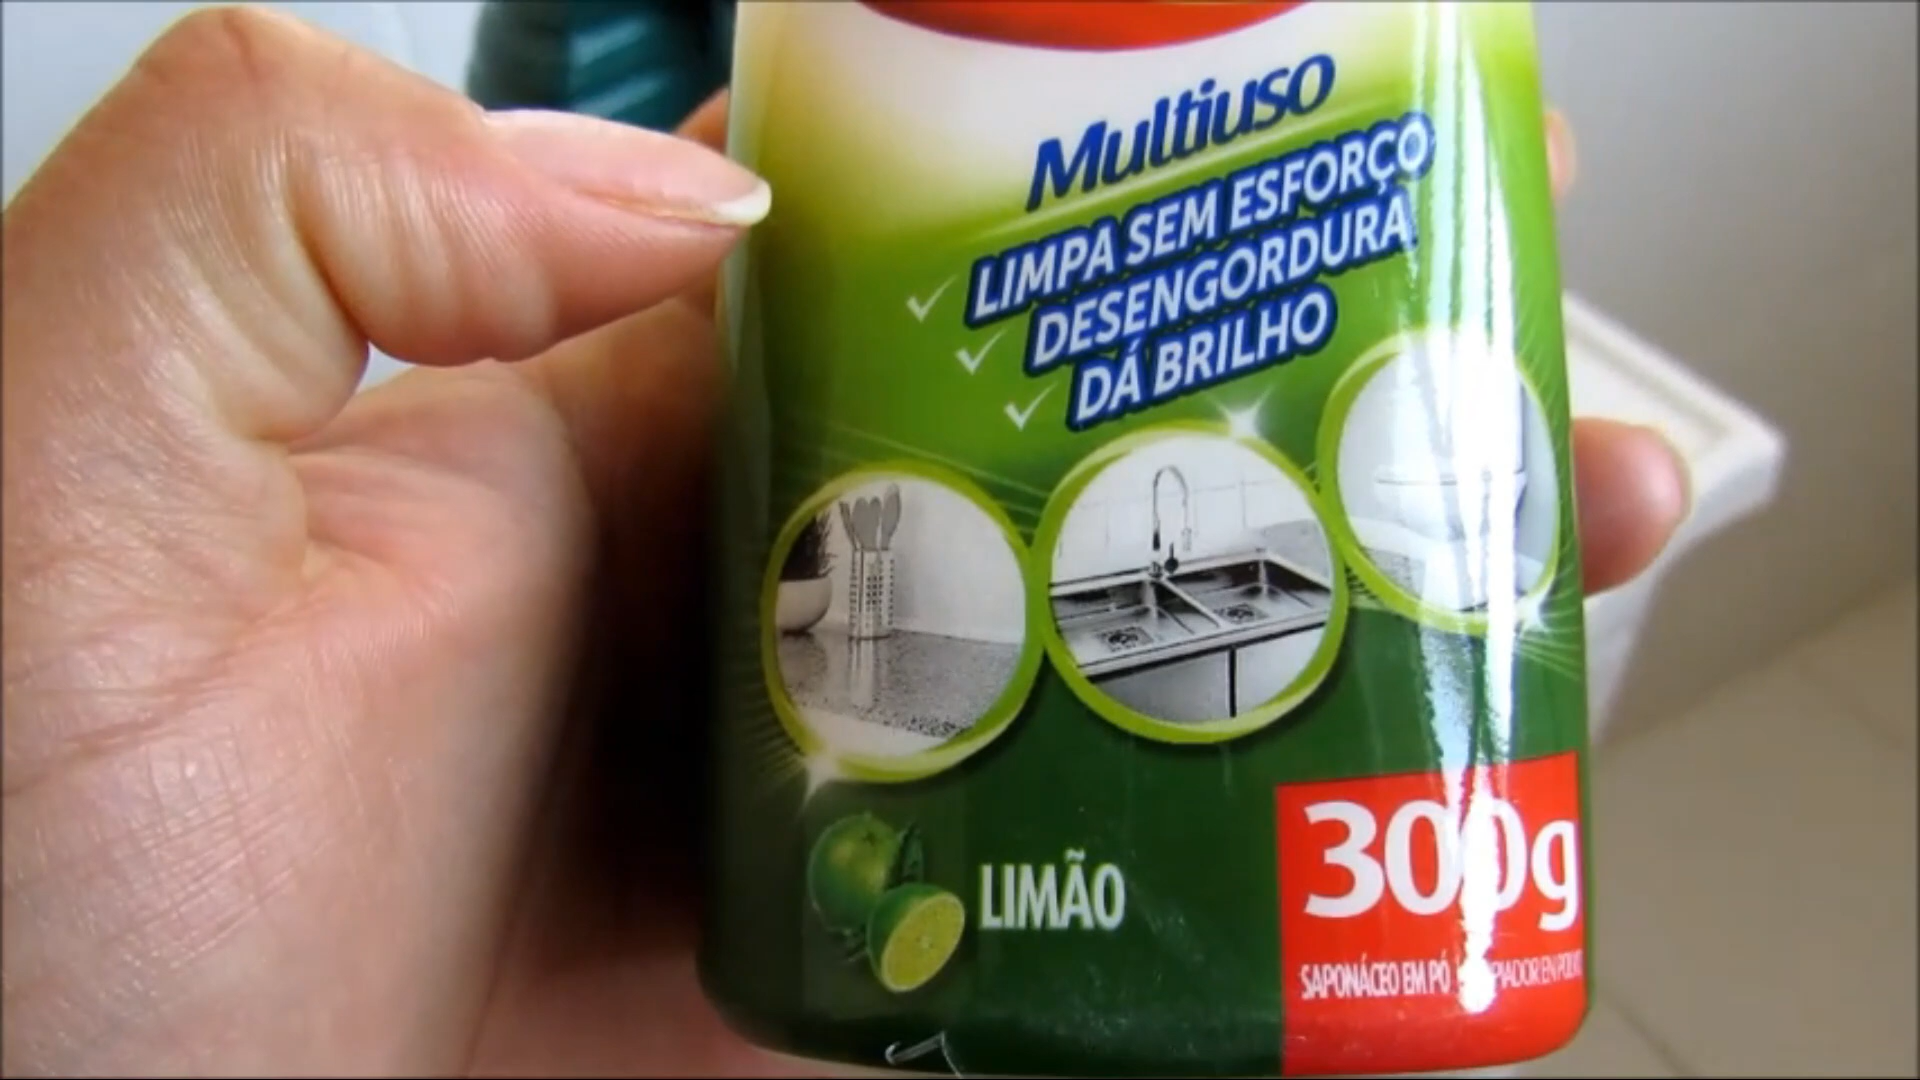 Multiuso
LIMPA SEM ESFORÇO
DESENGORDURA
DÁ BRILHO
LIMÃO
300g
SAPONÁCEO EM PÓ